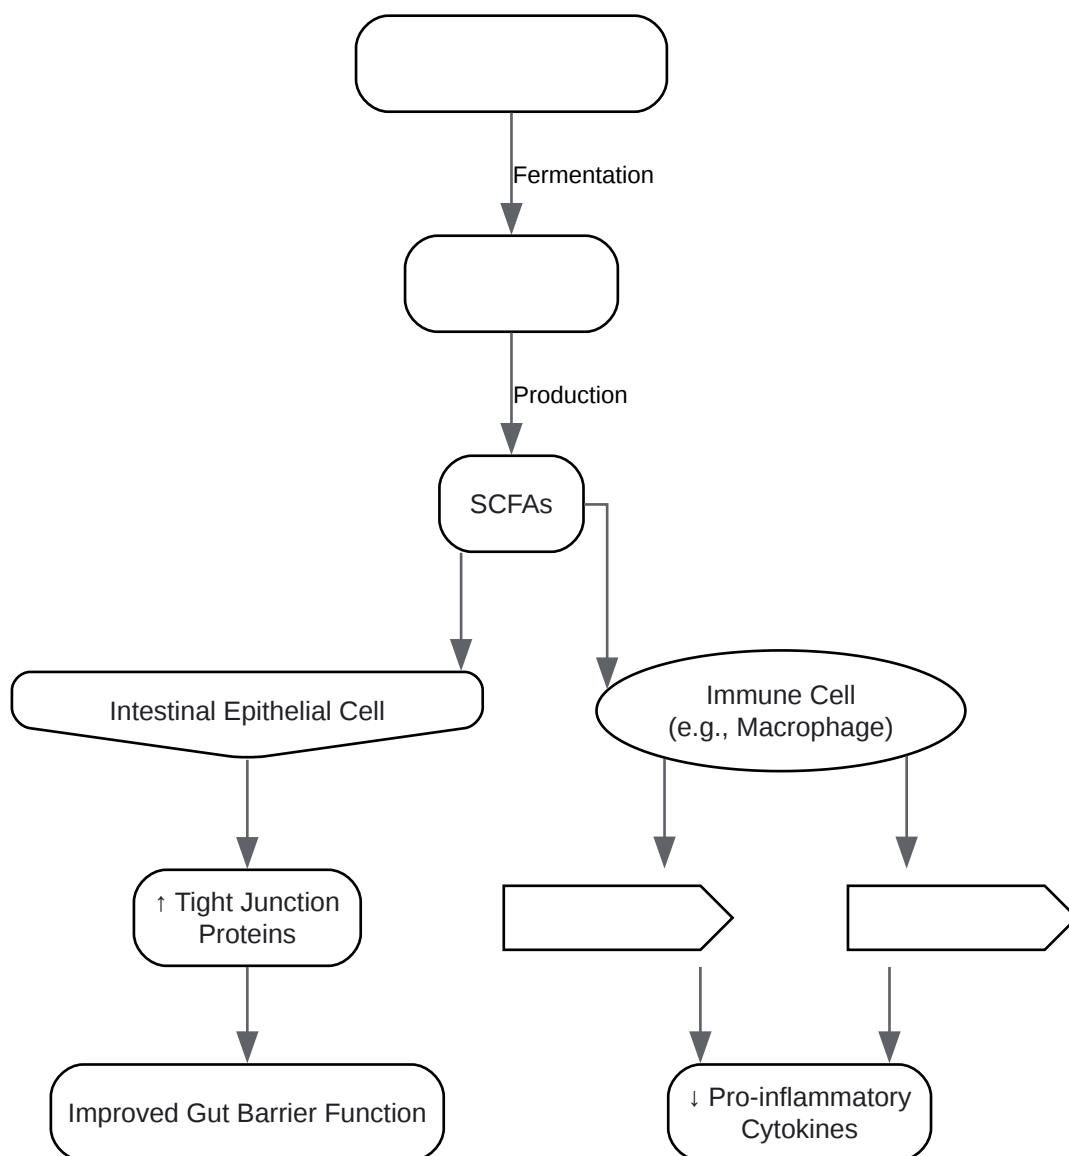 Fermentation
Production
SCFAs
Intestinal Epithelial Cell
Immune Cell
(e.g., Macrophage)
↑ Tight Junction
Proteins
Improved Gut Barrier Function
↓ Pro-inflammatory
Cytokines